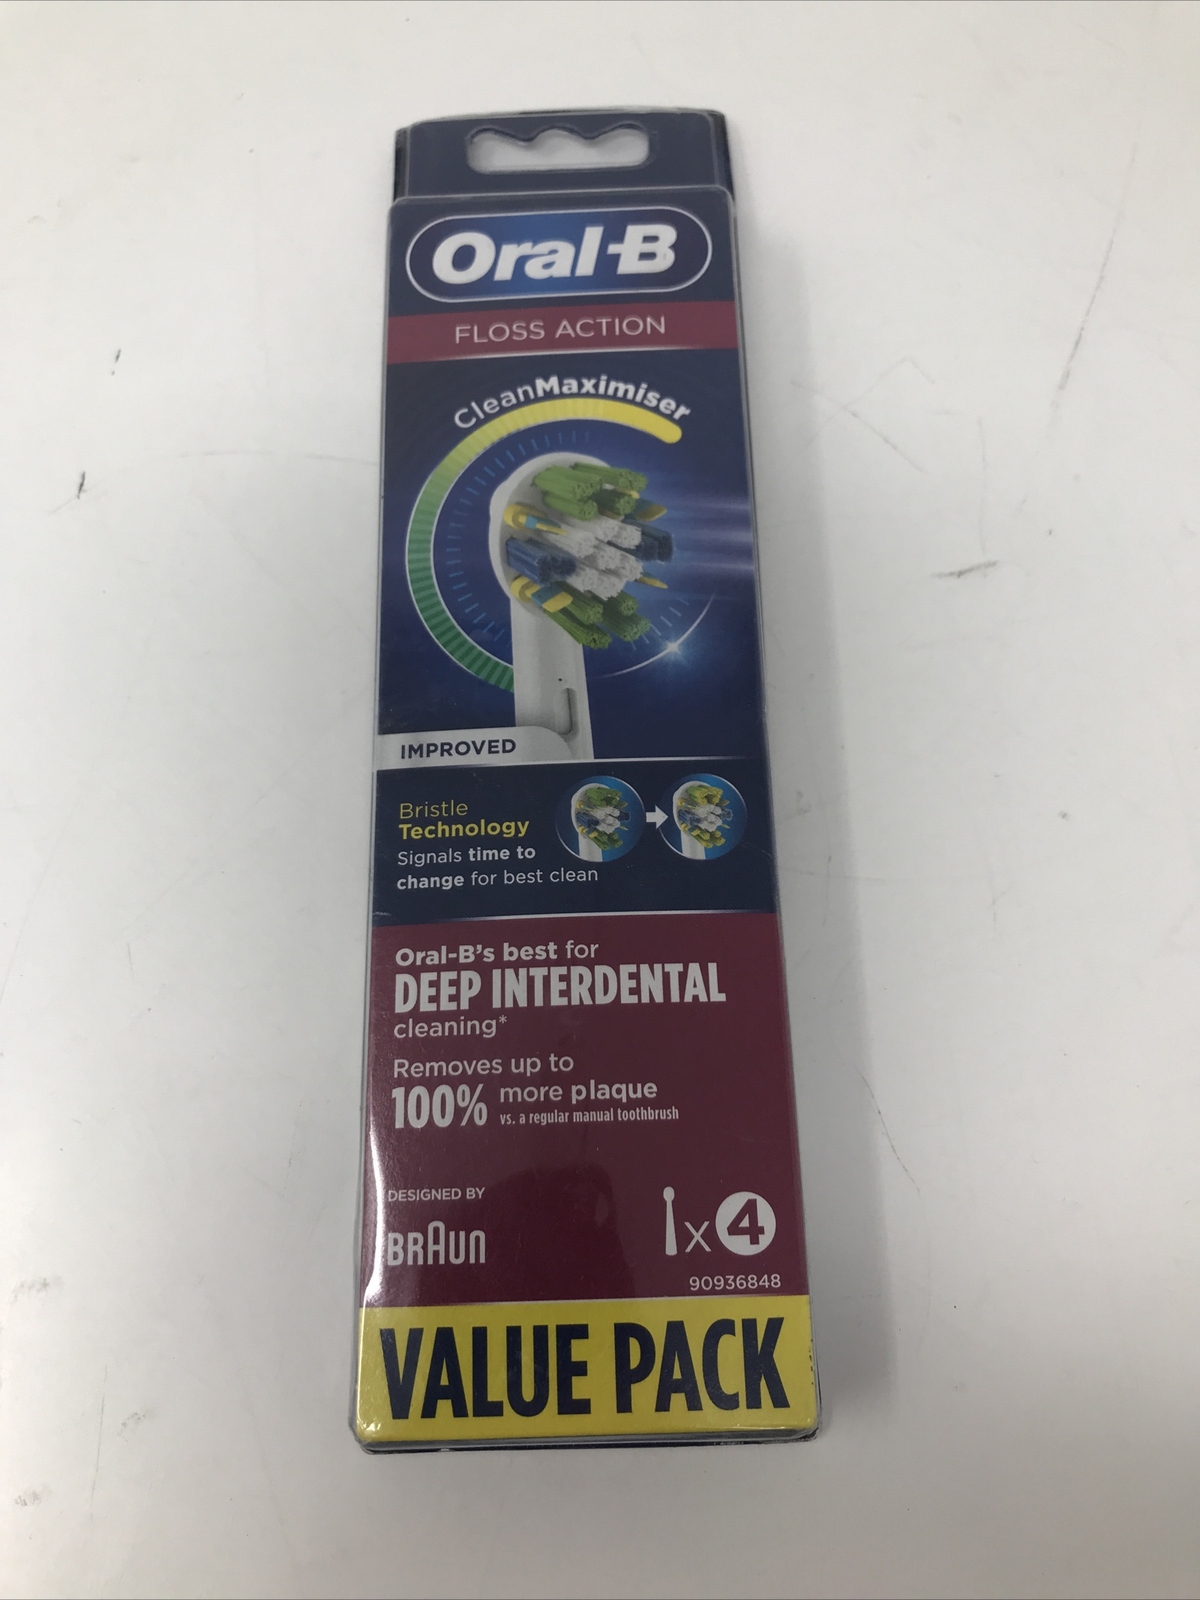 Oral-B
FLOSS ACTION
CleanMaximiser
IMPROVED
Bristle
Technology
Signals time to
change for best clean
Oral-B's best for
DEEP INTERDENTAL
cleaning*
Removes up to
100% more plaque
vs. a regular manual toothbrush
DESIGNED BY
BRAUN
x4
90936848
VALUE PACK